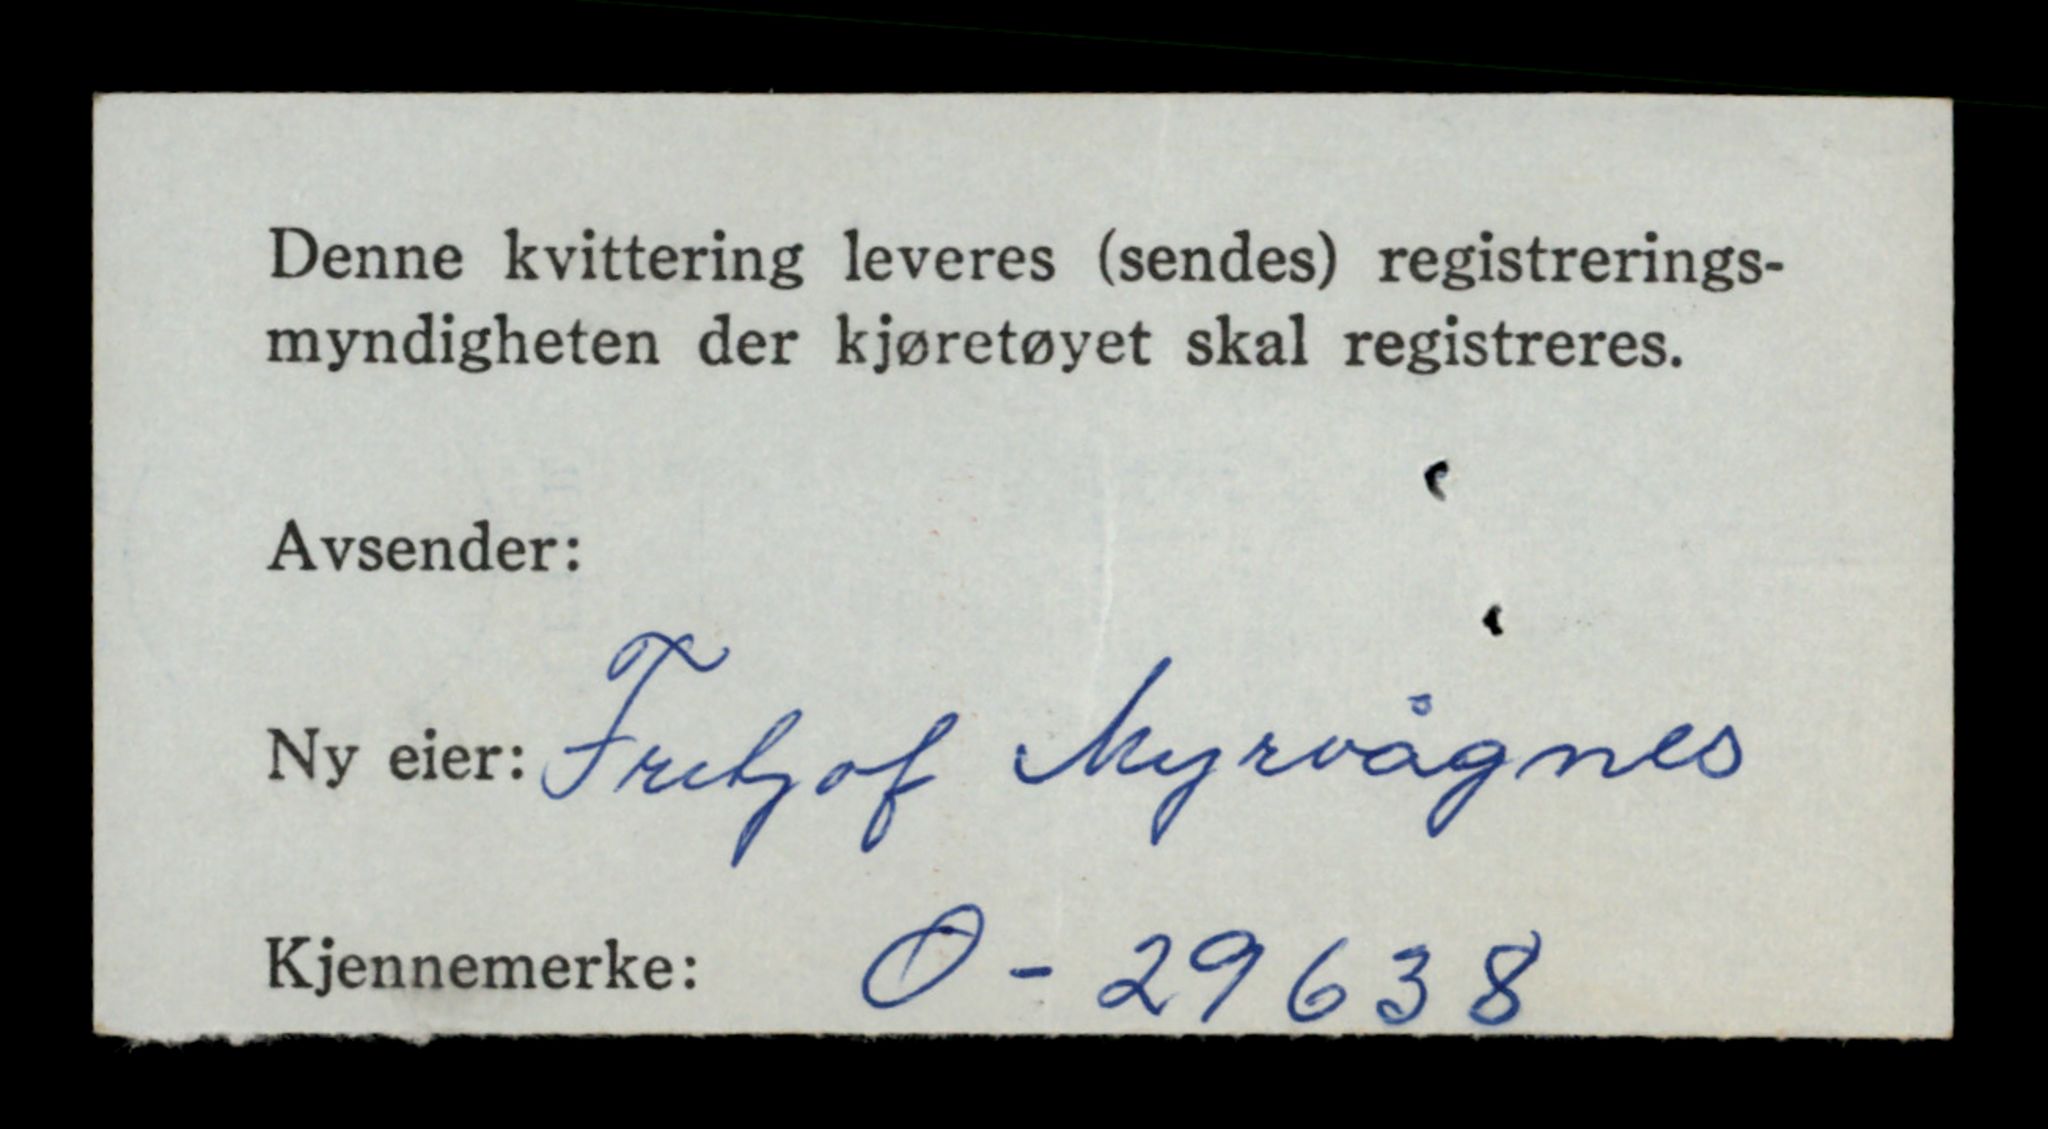 Denne kvittering leveres (sendes) registrerings-
myndigheten der kjøretøyet skal registreres.
Avsender:
Ny eier: Fritjof Myrvågnes
Kjennemerke: O - 29638